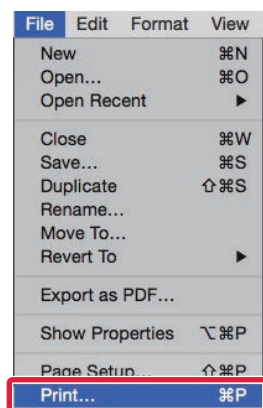 File Edit Format View
New ⌘N
Open... ⌘O
Open Recent ▶
Close ⌘W
Save... ⌘S
Duplicate ⇧⌘S
Rename...
Move To...
Revert To ▶
Export as PDF...
Show Properties ⌥⌘P
Page Setup... ⇧⌘P
Print... ⌘P